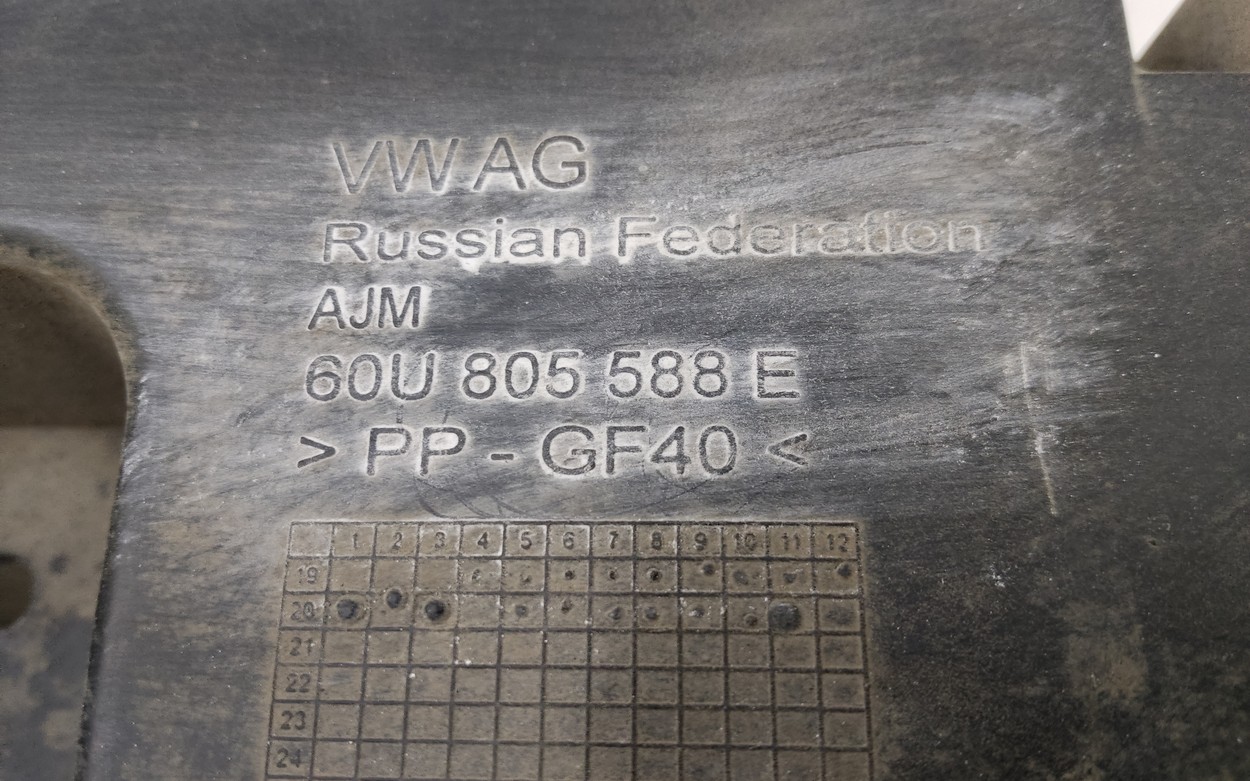 VW AG
Russian Federation
AJM
60U 805 588 E
> PP - GF40 <
1 2 3 4 5 6 7 8 9 10 11 12
19
20
21
22
23
24